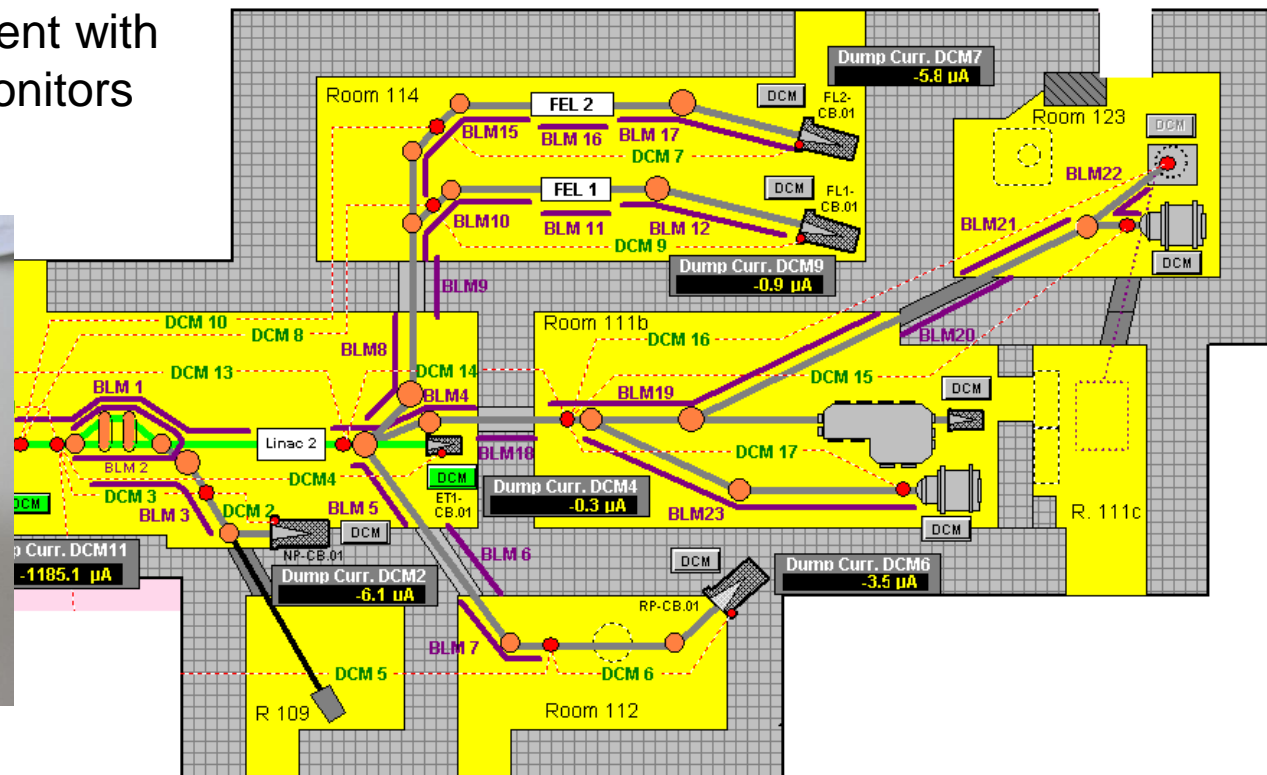 ent with
onitors
Dump Curr. DCM7
-5.8 µA
Room 114
FEL 2
DCM
FL2-
CB.01
BLM15
BLM 16
BLM 17
DCM 7
Room 123
DCM
BLM22
FEL 1
DCM
FL1-
CB.01
BLM10
BLM 11
BLM 12
DCM 9
BLM21
DCM
Dump Curr. DCM9
-0.9 µA
BLM9
DCM 10
DCM 8
BLM8
Room 111b
DCM 16
BLM20
DCM 13
DCM 14
DCM 15
BLM 1
BLM4
BLM19
DCM
Linac 2
BLM 2
DCM4
BLM18
DCM 17
DCM
DCM
DCM 3
BLM 3
DCM 2
BLM 5
ET1-
CB.01
Dump Curr. DCM4
-0.3 µA
BLM23
DCM
R. 111c
DCM
NP-CB.01
p Curr. DCM11
-1185.1 µA
Dump Curr. DCM2
-6.1 µA
BLM 6
DCM
Dump Curr. DCM6
-3.5 µA
RP-CB.01
BLM 7
DCM 5
DCM 6
R 109
Room 112